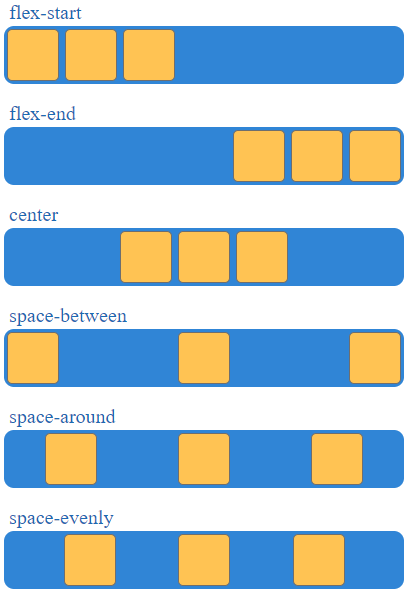 flex-start
flex-end
center
space-between
space-around
space-evenly